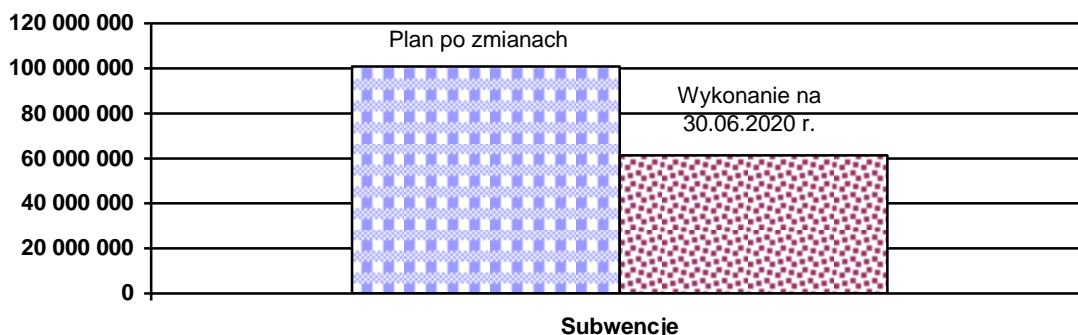 120 000 000
100 000 000
80 000 000
60 000 000
40 000 000
20 000 000
0
Plan po zmianach
Wykonanie na
30.06.2020 r.
Subwencje